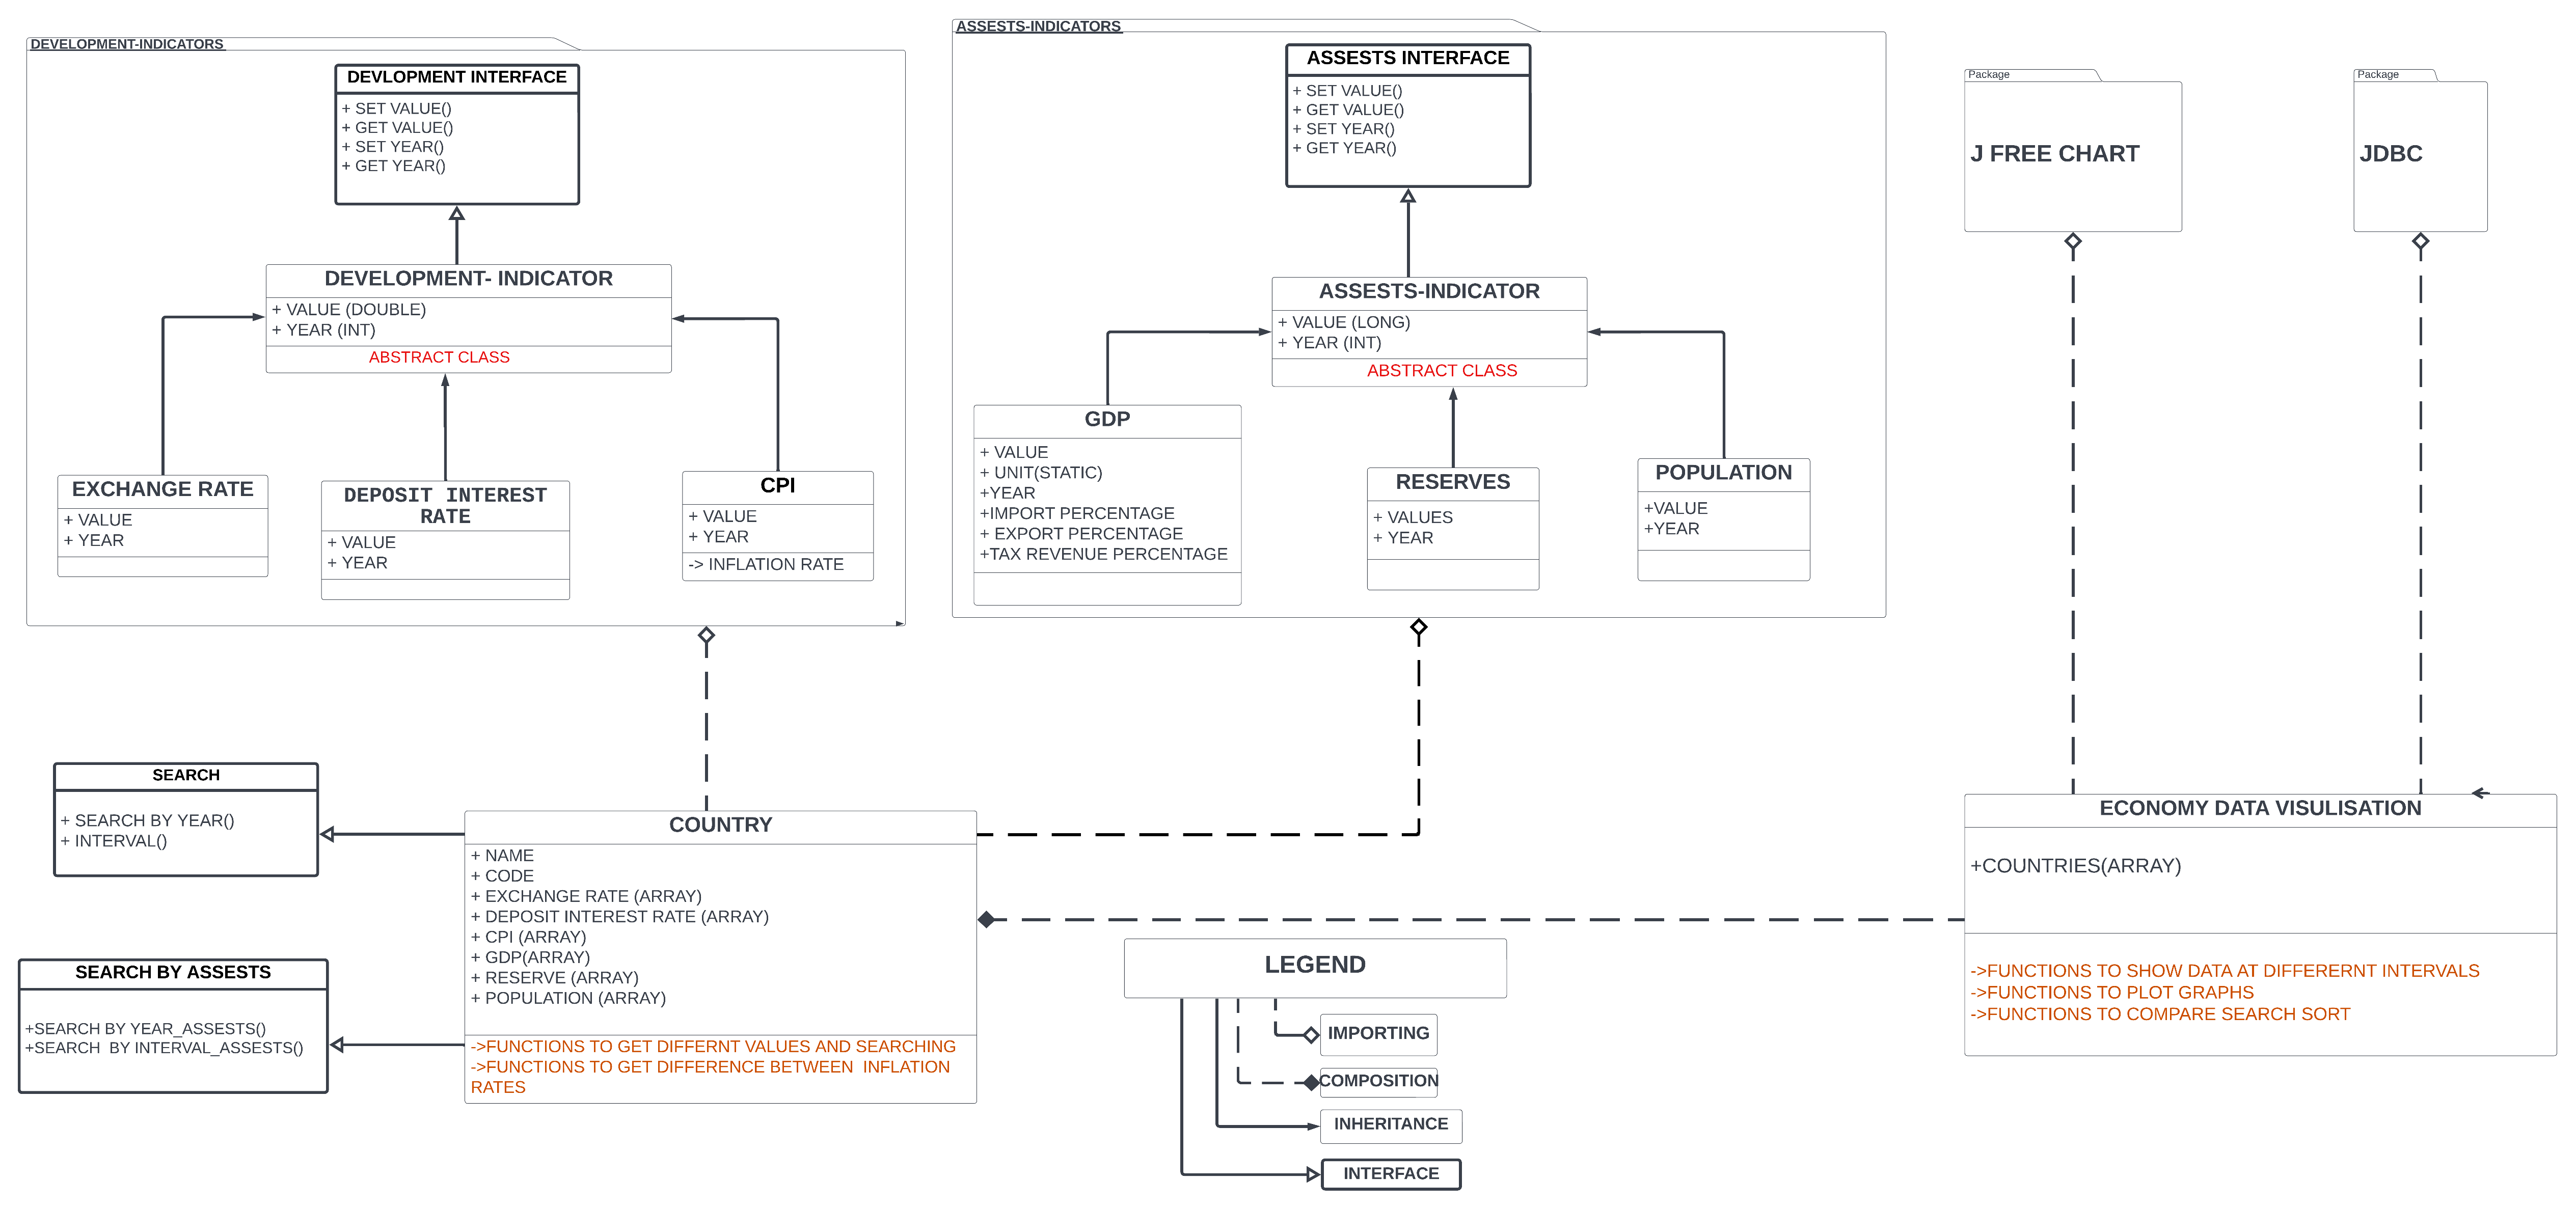 DEVELOPMENT-INDICATORS
DEVLOPMENT INTERFACE
+ SET VALUE()
+ GET VALUE()
+ SET YEAR()
+ GET YEAR()
DEVELOPMENT- INDICATOR
+ VALUE (DOUBLE)
+ YEAR (INT)
ABSTRACT CLASS
EXCHANGE RATE
+ VALUE
+ YEAR
DEPOSIT INTEREST
RATE
+ VALUE
+ YEAR
CPI
+ VALUE
+ YEAR
-> INFLATION RATE
ASSESTS-INDICATORS
ASSESTS INTERFACE
+ SET VALUE()
+ GET VALUE()
+ SET YEAR()
+ GET YEAR()
ASSESTS-INDICATOR
+ VALUE (LONG)
+ YEAR (INT)
ABSTRACT CLASS
GDP
+ VALUE
+ UNIT(STATIC)
+YEAR
+IMPORT PERCENTAGE
+ EXPORT PERCENTAGE
+TAX REVENUE PERCENTAGE
RESERVES
+ VALUES
+ YEAR
POPULATION
+VALUE
+YEAR
Package
J FREE CHART
Package
JDBC
SEARCH
+ SEARCH BY YEAR()
+ INTERVAL()
SEARCH BY ASSESTS
+SEARCH BY YEAR_ASSESTS()
+SEARCH  BY INTERVAL_ASSESTS()
COUNTRY
+ NAME
+ CODE
+ EXCHANGE RATE (ARRAY)
+ DEPOSIT INTEREST RATE (ARRAY)
+ CPI (ARRAY)
+ GDP(ARRAY)
+ RESERVE (ARRAY)
+ POPULATION (ARRAY)
->FUNCTIONS TO GET DIFFERNT VALUES AND SEARCHING
->FUNCTIONS TO GET DIFFERENCE BETWEEN  INFLATION
RATES
ECONOMY DATA VISULISATION
+COUNTRIES(ARRAY)
->FUNCTIONS TO SHOW DATA AT DIFFERERNT INTERVALS
->FUNCTIONS TO PLOT GRAPHS
->FUNCTIONS TO COMPARE SEARCH SORT
LEGEND
IMPORTING
COMPOSITION
INHERITANCE
INTERFACE